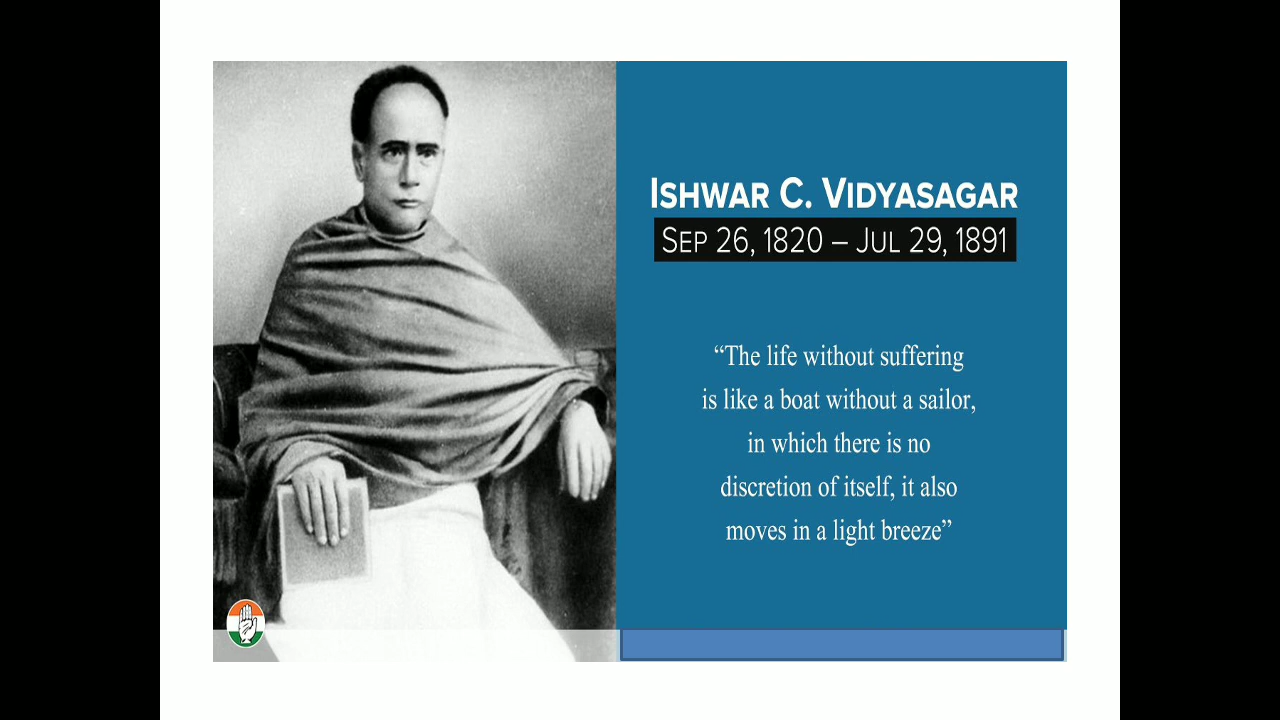 ISHWAR C. VIDYASAGAR
SEP 26, 1820 – JUL 29, 1891
“The life without suffering
is like a boat without a sailor,
in which there is no
discretion of itself, it also
moves in a light breeze”